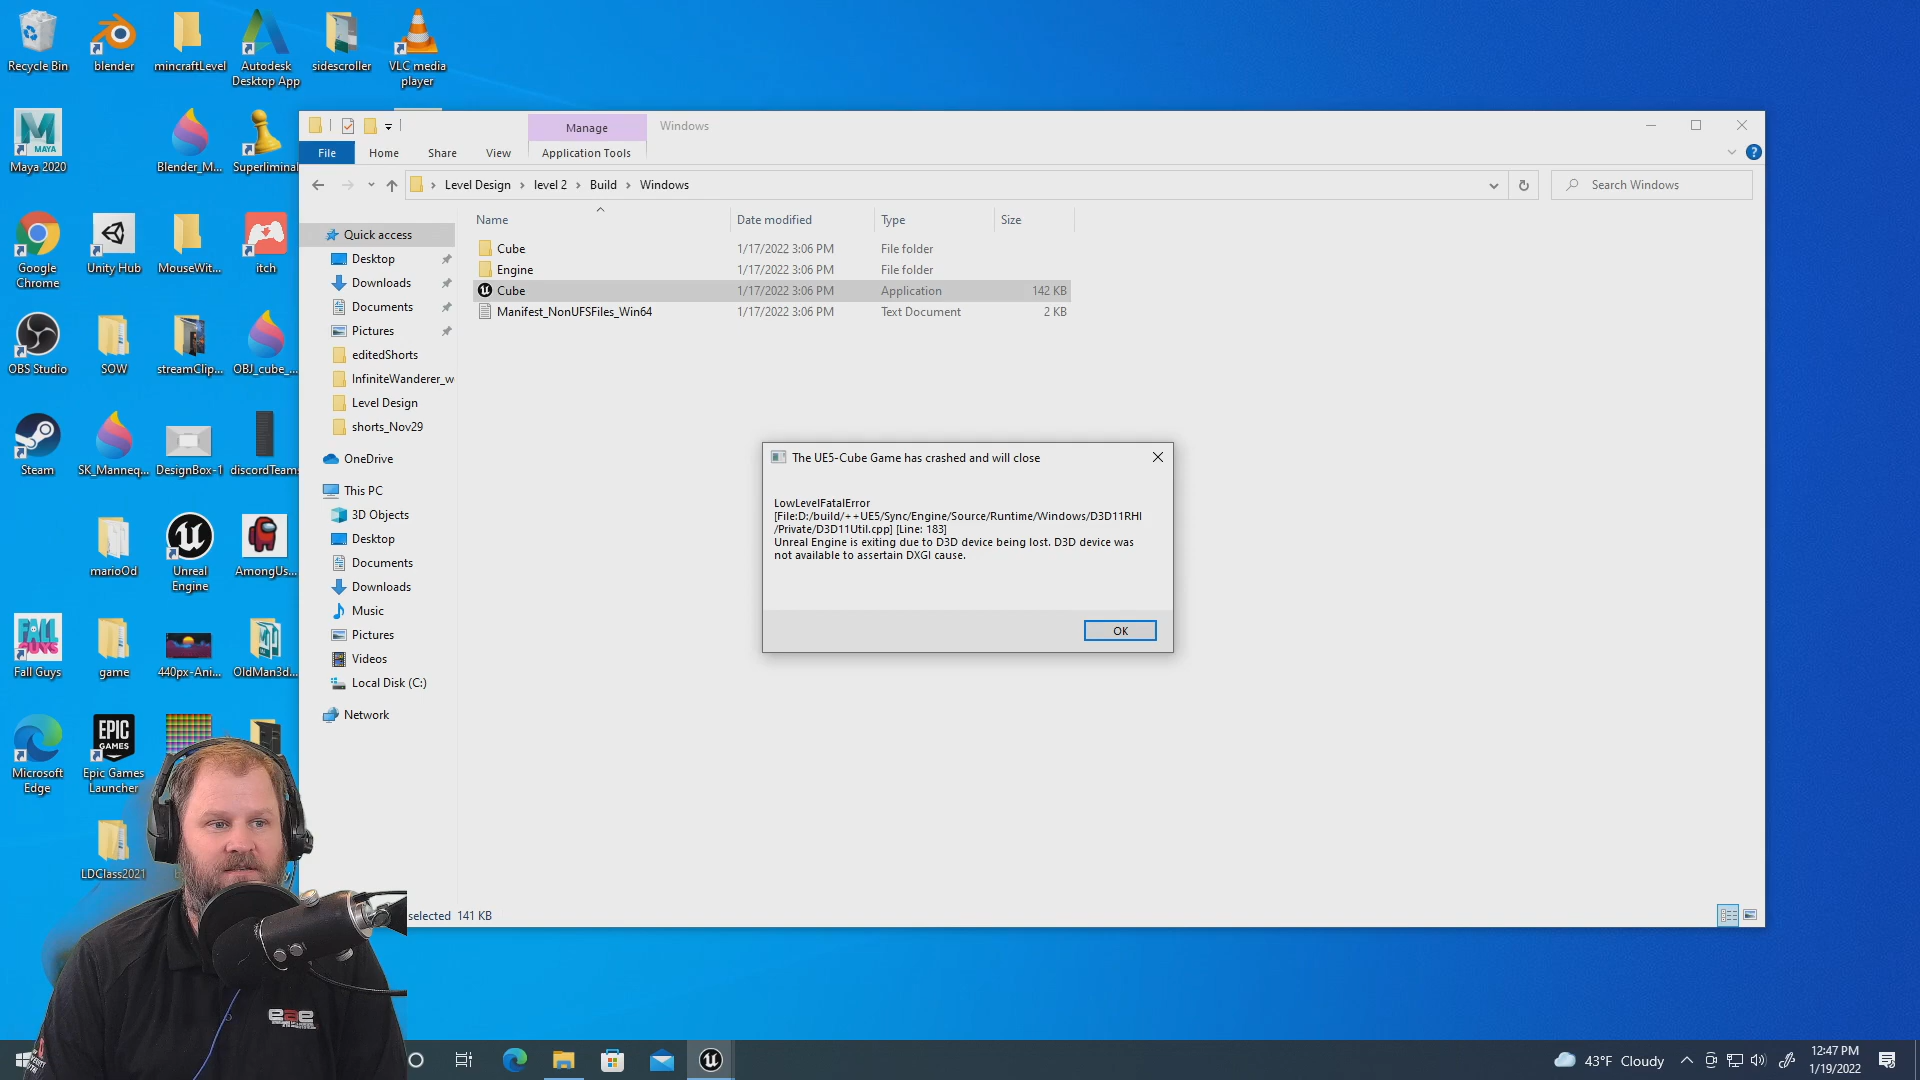 Recycle Bin
blender
mincraftLevel
Autodesk
Desktop App
sidescroller
VLC media
player
Maya 2020
Blender_M...
Superliminal
Google
Chrome
Unity Hub
MouseWit...
itch
OBS Studio
SOW
streamClip...
OBJ_cube_...
Steam
SK_Manneq...
DesignBox-1
discordTeams
marioOd
Unreal
Engine
AmongUs...
Fall Guys
game
440px-Ani...
OldMan3d...
Microsoft
Edge
Epic Games
Launcher
LDClass2021
MAYA
FALL
GUYS
EPIC
GAMES
Manage
Windows
File
Home
Share
View
Application Tools
Level Design
level 2
Build
Windows
Search Windows
Name
Date modified
Type
Size
Cube 1/17/2022 3:06 PM File folder
Engine 1/17/2022 3:06 PM File folder
Cube 1/17/2022 3:06 PM Application 142 KB
Manifest_NonUFSFiles_Win64 1/17/2022 3:06 PM Text Document 2 KB
Quick access
Desktop
Downloads
Documents
Pictures
editedShorts
InfiniteWanderer_w
Level Design
shorts_Nov29
OneDrive
This PC
3D Objects
Desktop
Documents
Downloads
Music
Pictures
Videos
Local Disk (C:)
Network
The UE5-Cube Game has crashed and will close
LowLevelFatalError
[File:D:/build/++UE5/Sync/Engine/Source/Runtime/Windows/D3D11RHI
/Private/D3D11Util.cpp] [Line: 183]
Unreal Engine is exiting due to D3D device being lost. D3D device was
not available to assertain DXGI cause.
OK
selected 141 KB
eae
43°F Cloudy
12:47 PM
1/19/2022